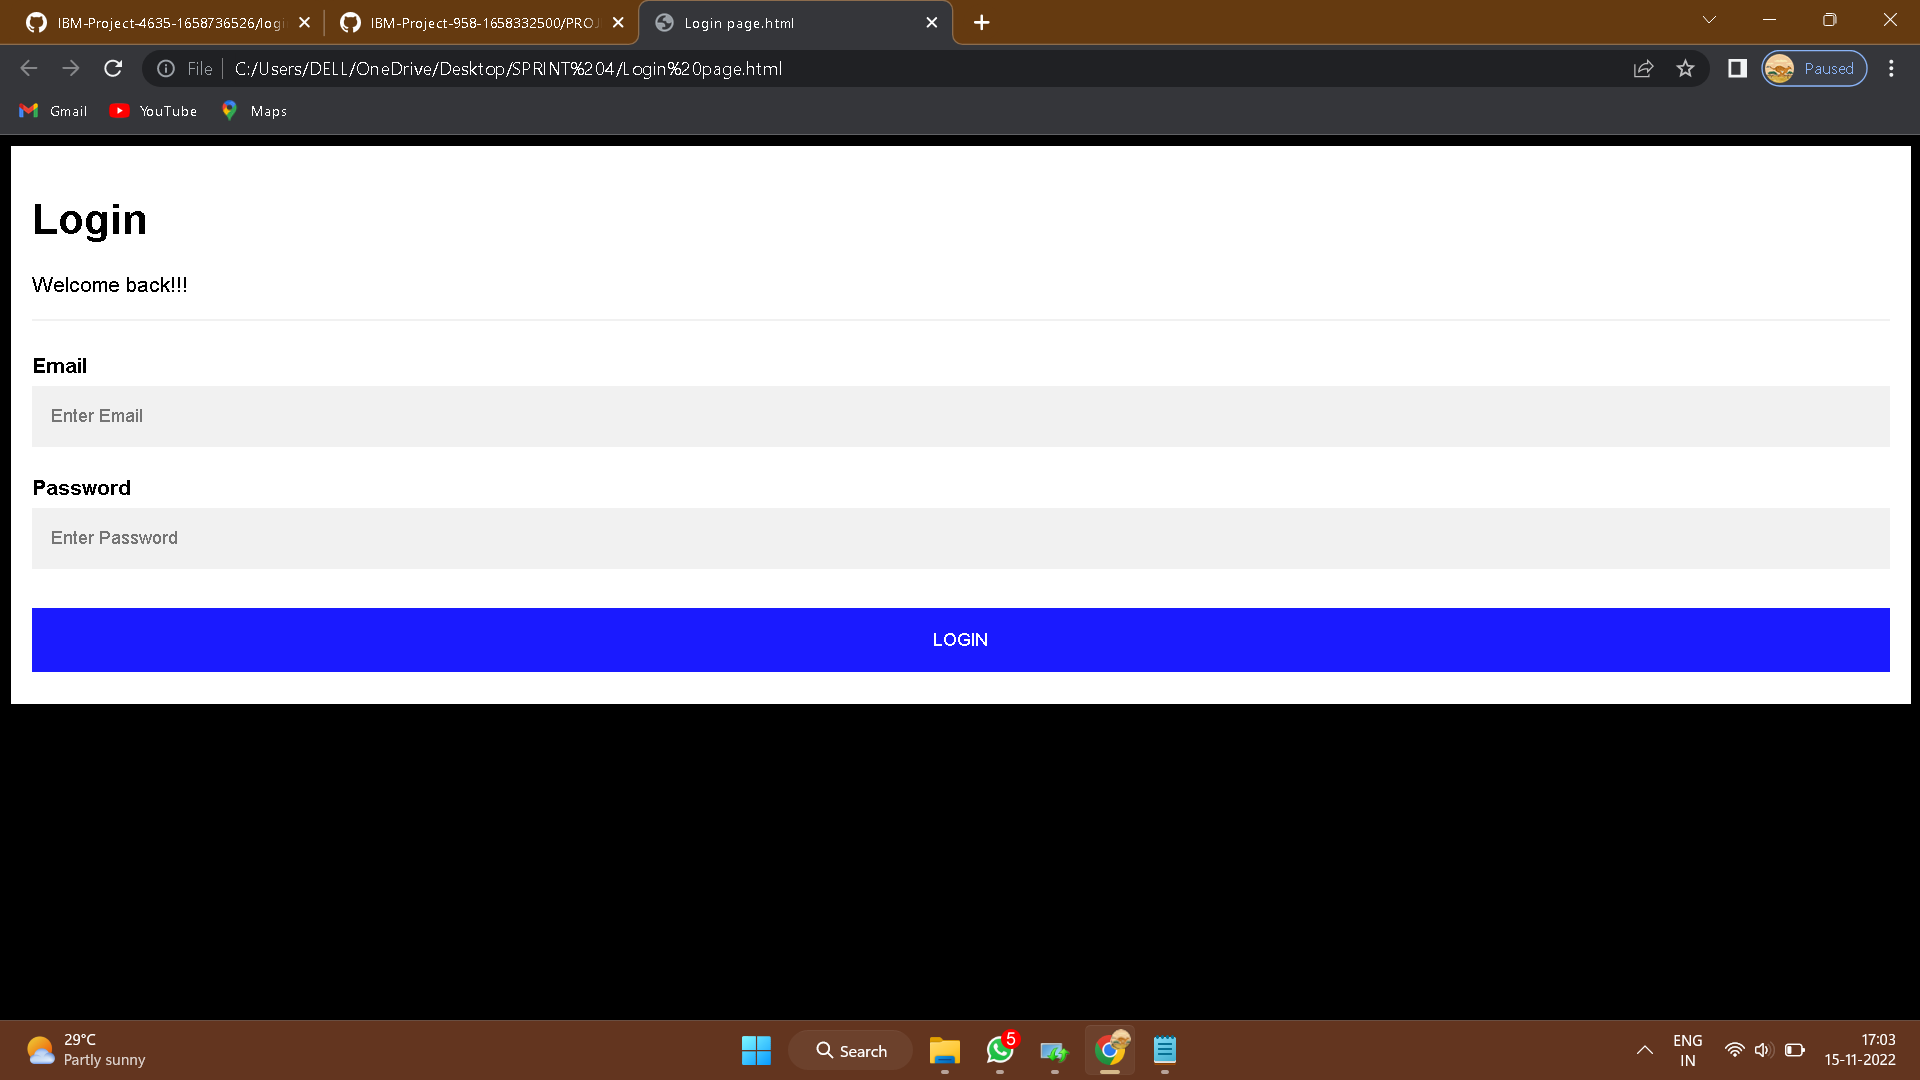 IBM-Project-4635-1658736526/logi
IBM-Project-958-1658332500/PROJ
Login page.html
File
C:/Users/DELL/OneDrive/Desktop/SPRINT%204/Login%20page.html
Paused
Gmail
YouTube
Maps
Login
Welcome back!!!
Email
Enter Email
Password
Enter Password
LOGIN
29°C
Partly sunny
Search
5
ENG
IN
17:03
15-11-2022